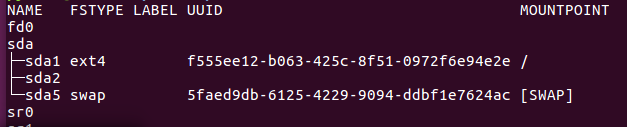 NAME FSTYPE LABEL UUID MOUNTPOINT
fd0
sda
├─sda1 ext4 f555ee12-b063-425c-8f51-0972f6e94e2e /
├─sda2
└─sda5 swap 5faed9db-6125-4229-9094-ddbf1e7624ac [SWAP]
sr0